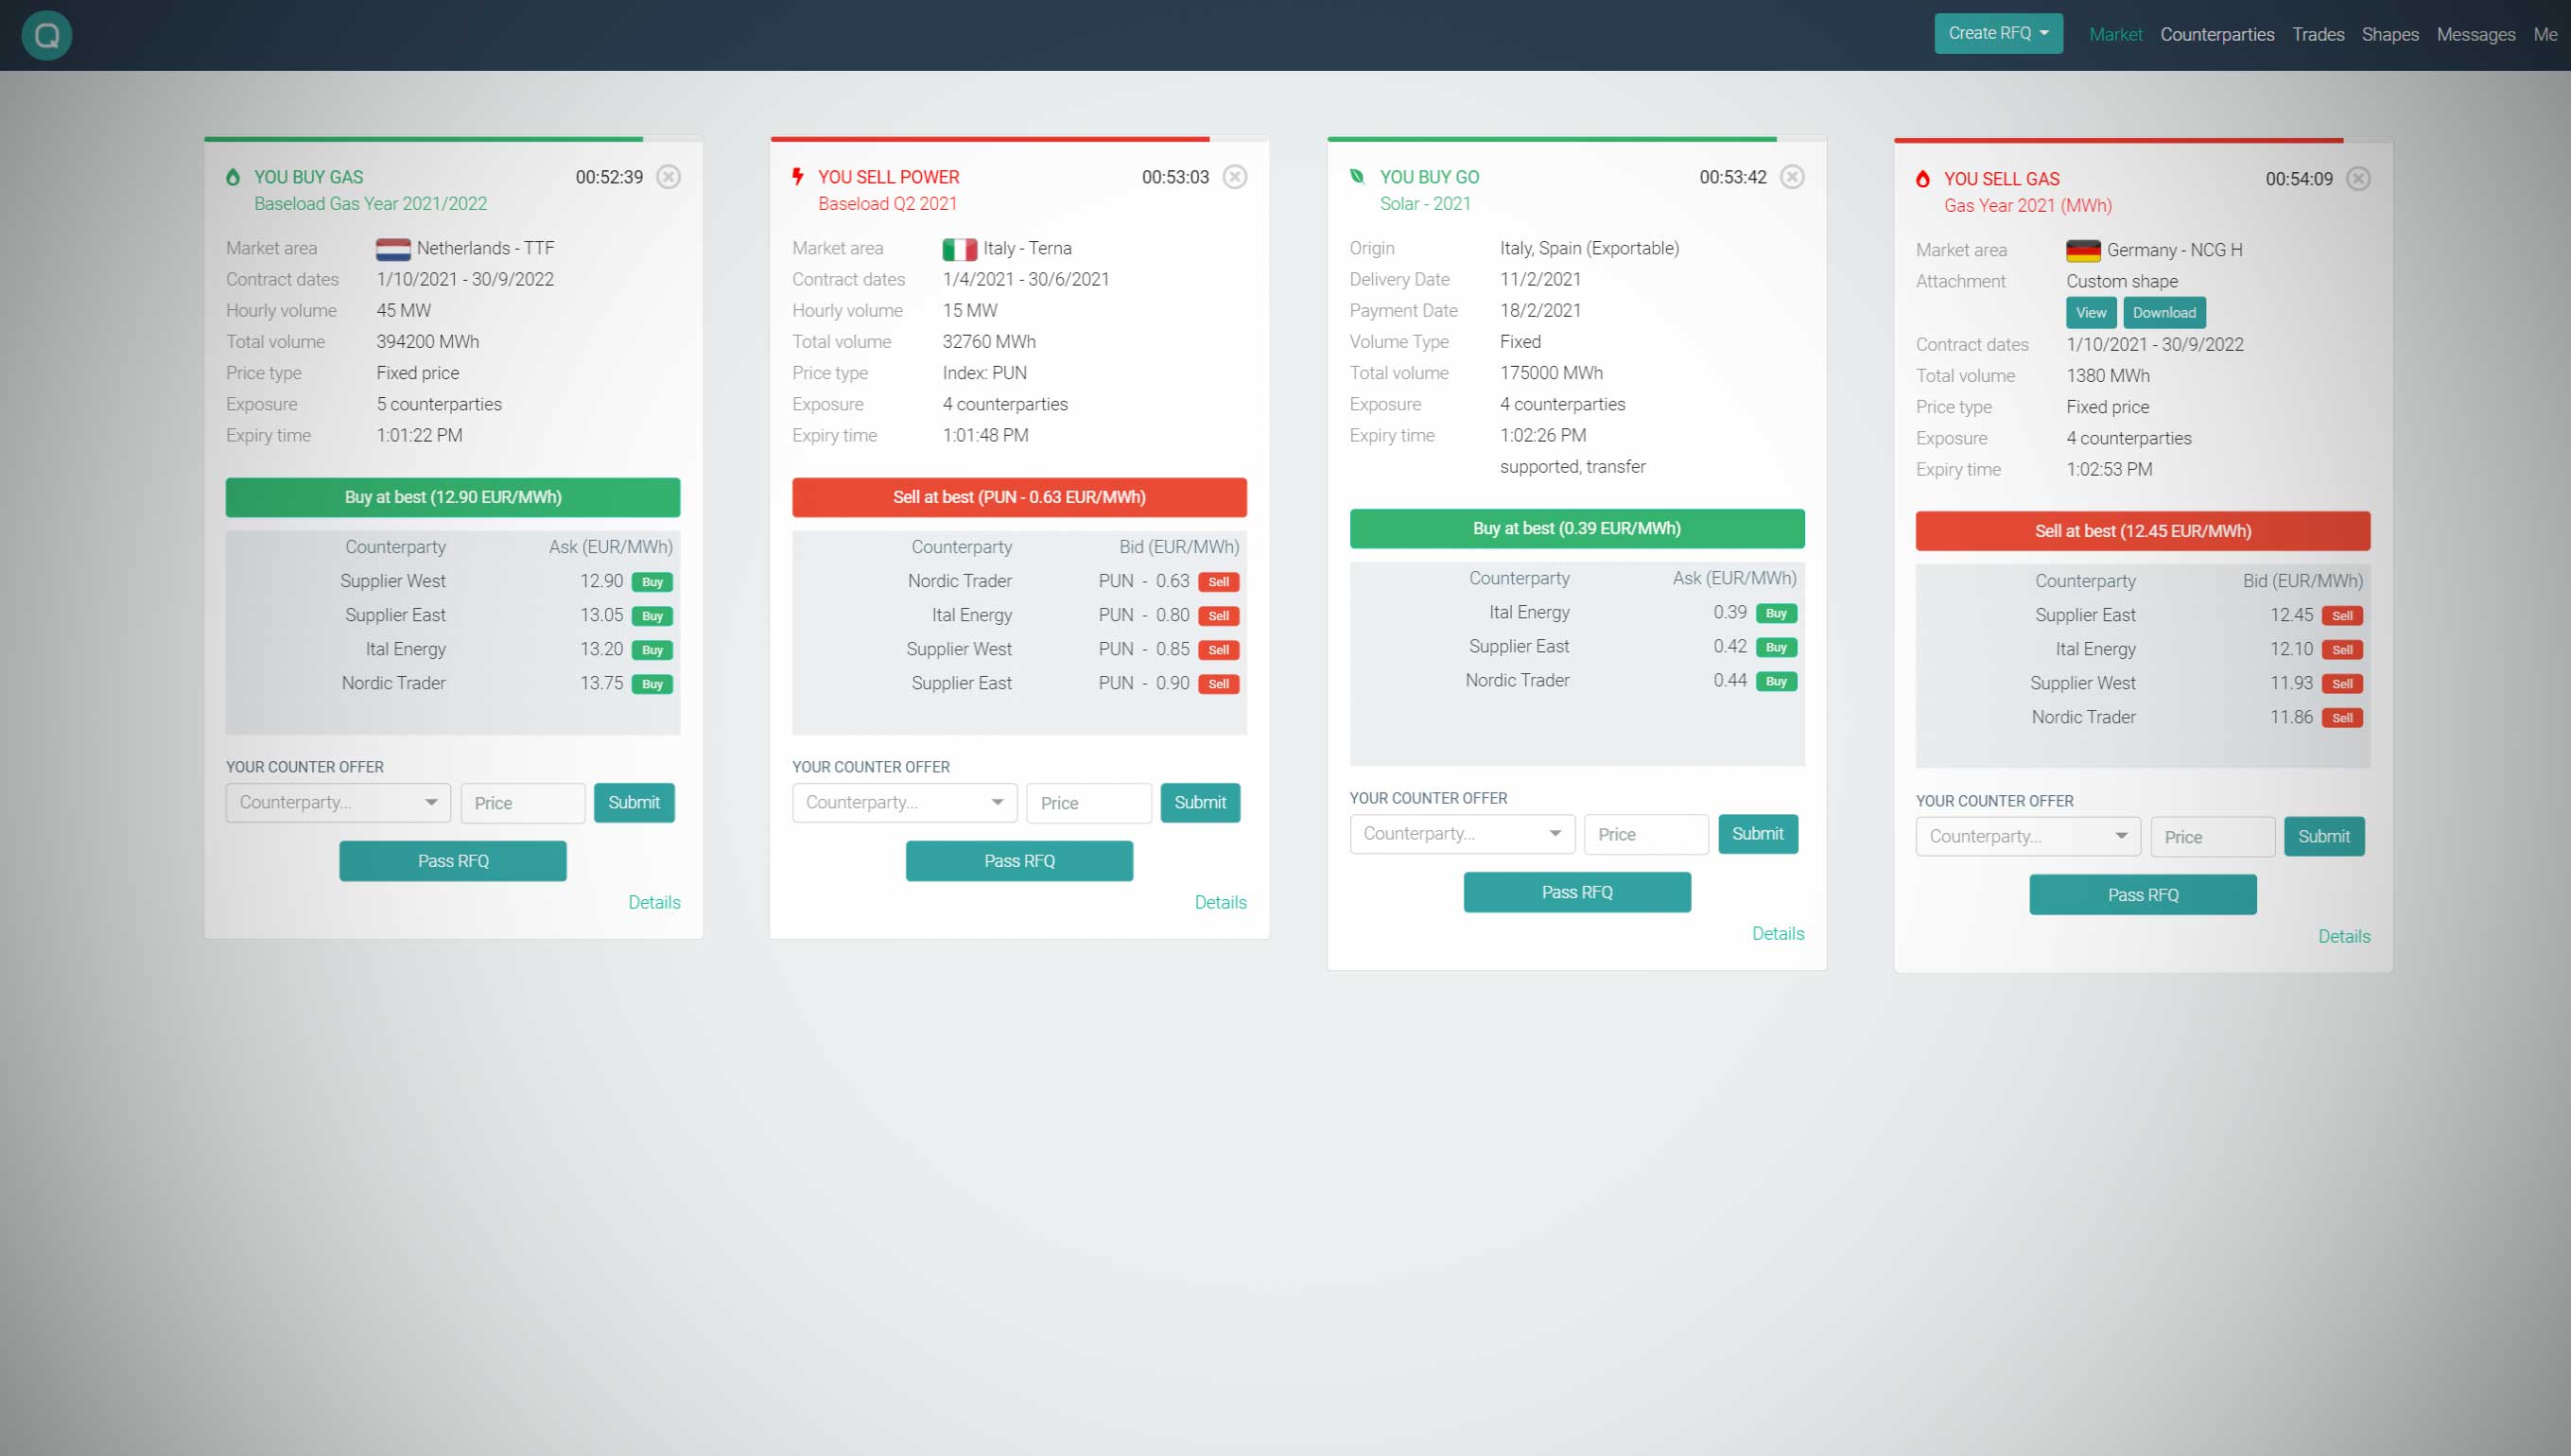 Q
Create RFQ Market Counterparties Trades Shapes Messages Me
YOU BUY GAS 00:52:39
Baseload Gas Year 2021/2022
Market area Netherlands - TTF
Contract dates 1/10/2021 - 30/9/2022
Hourly volume 45 MW
Total volume 394200 MWh
Price type Fixed price
Exposure 5 counterparties
Expiry time 1:01:22 PM
Buy at best (12.90 EUR/MWh)
Counterparty Ask (EUR/MWh)
Supplier West 12.90 Buy
Supplier East 13.05 Buy
Ital Energy 13.20 Buy
Nordic Trader 13.75 Buy
YOUR COUNTER OFFER
Counterparty... Price Submit
Pass RFQ
Details
YOU SELL POWER 00:53:03
Baseload Q2 2021
Market area Italy - Terna
Contract dates 1/4/2021 - 30/6/2021
Hourly volume 15 MW
Total volume 32760 MWh
Price type Index: PUN
Exposure 4 counterparties
Expiry time 1:01:48 PM
Sell at best (PUN - 0.63 EUR/MWh)
Counterparty Bid (EUR/MWh)
Nordic Trader PUN - 0.63 Sell
Ital Energy PUN - 0.80 Sell
Supplier West PUN - 0.85 Sell
Supplier East PUN - 0.90 Sell
YOUR COUNTER OFFER
Counterparty... Price Submit
Pass RFQ
Details
YOU BUY GO 00:53:42
Solar - 2021
Origin Italy, Spain (Exportable)
Delivery Date 11/2/2021
Payment Date 18/2/2021
Volume Type Fixed
Total volume 175000 MWh
Exposure 4 counterparties
Expiry time 1:02:26 PM
supported, transfer
Buy at best (0.39 EUR/MWh)
Counterparty Ask (EUR/MWh)
Ital Energy 0.39 Buy
Supplier East 0.42 Buy
Nordic Trader 0.44 Buy
YOUR COUNTER OFFER
Counterparty... Price Submit
Pass RFQ
Details
YOU SELL GAS 00:54:09
Gas Year 2021 (MWh)
Market area Germany - NCG H
Attachment Custom shape
View Download
Contract dates 1/10/2021 - 30/9/2022
Total volume 1380 MWh
Price type Fixed price
Exposure 4 counterparties
Expiry time 1:02:53 PM
Sell at best (12.45 EUR/MWh)
Counterparty Bid (EUR/MWh)
Supplier East 12.45 Sell
Ital Energy 12.10 Sell
Supplier West 11.93 Sell
Nordic Trader 11.86 Sell
YOUR COUNTER OFFER
Counterparty... Price Submit
Pass RFQ
Details